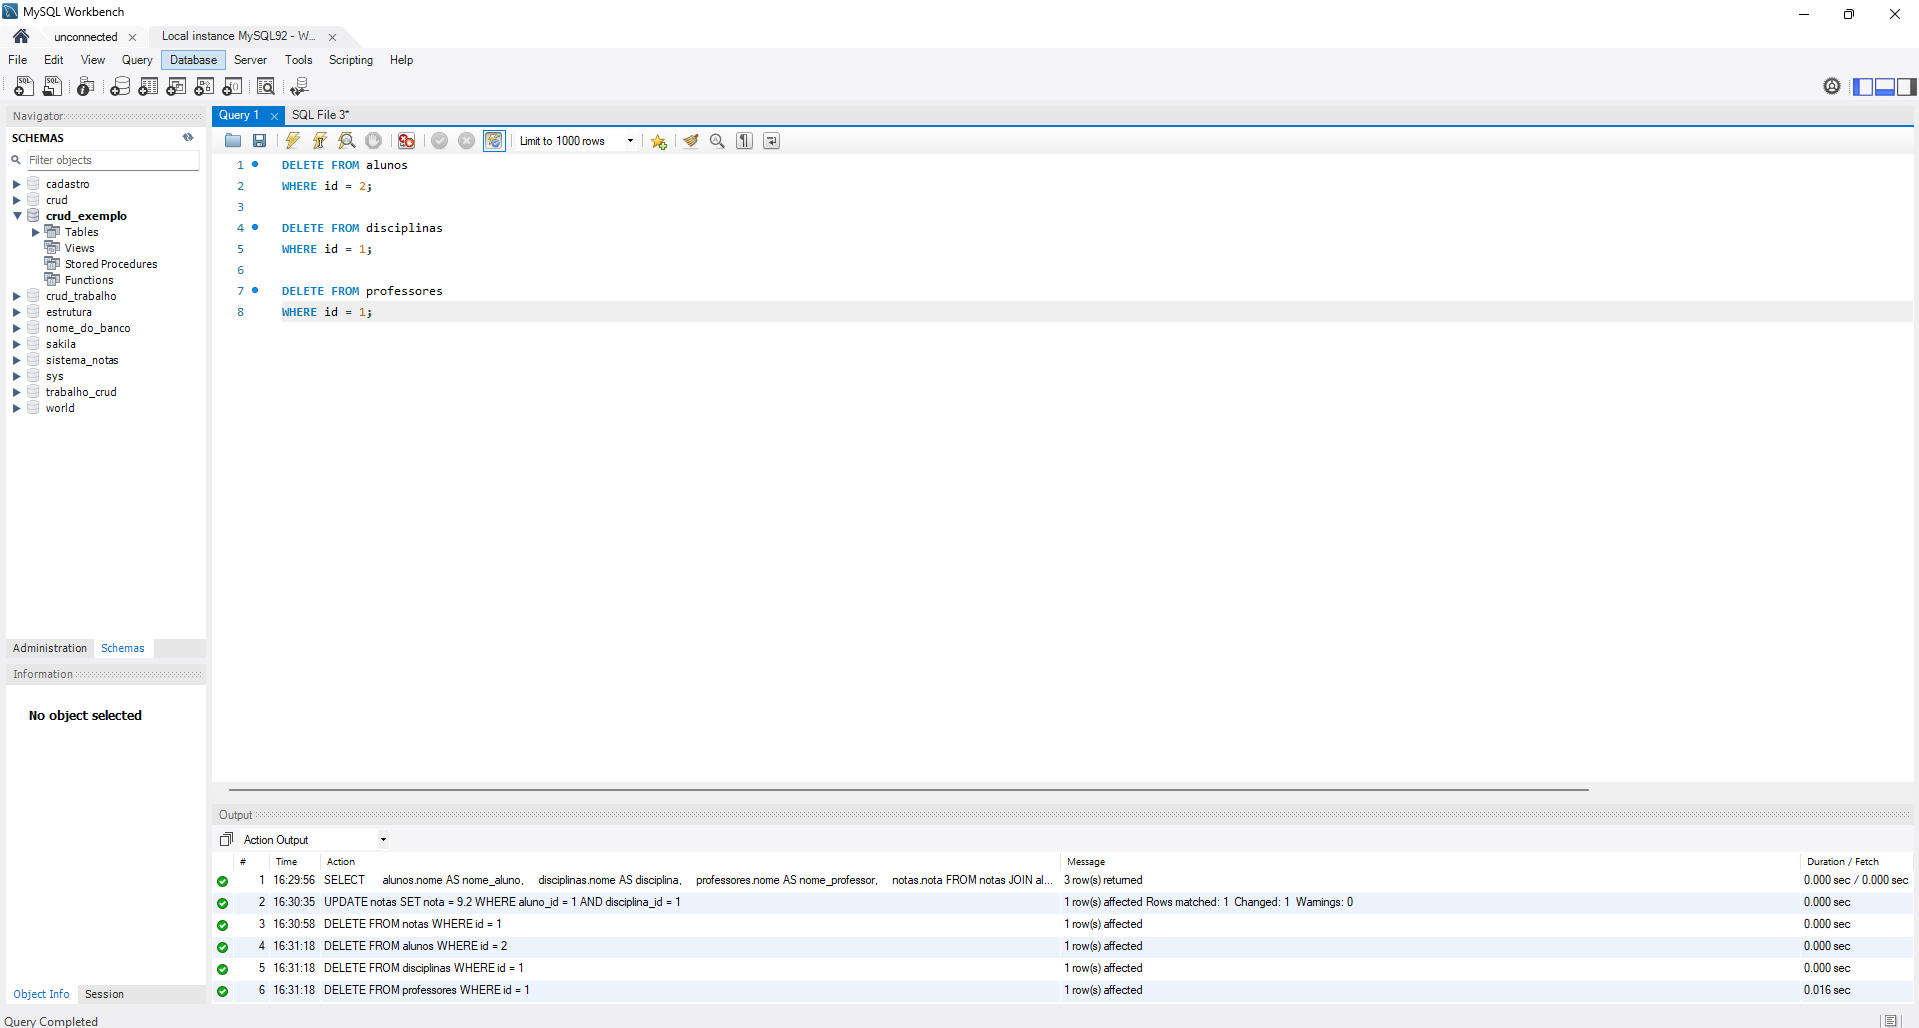 MySQL Workbench
unconnected
Local instance MySQL92 - W...
File Edit View Query Database Server Tools Scripting Help
Navigator
Query 1
SQL File 3*
SCHEMAS
Limit to 1000 rows
Filter objects
cadastro
crud
crud_exemplo
Tables
Views
Stored Procedures
Functions
crud_trabalho
estrutura
nome_do_banco
sakila
sistema_notas
sys
trabalho_crud
world
1 DELETE FROM alunos
2 WHERE id = 2;
3
4 DELETE FROM disciplinas
5 WHERE id = 1;
6
7 DELETE FROM professores
8 WHERE id = 1;
Administration Schemas
Information
No object selected
Object Info Session
Output
Action Output
# Time Action Message Duration / Fetch
1 16:29:56 SELECT alunos.nome AS nome_aluno, disciplinas.nome AS disciplina, professores.nome AS nome_professor, notas.nota FROM notas JOIN al... 3 row(s) returned 0.000 sec / 0.000 sec
2 16:30:35 UPDATE notas SET nota = 9.2 WHERE aluno_id = 1 AND disciplina_id = 1 1 row(s) affected Rows matched: 1 Changed: 1 Warnings: 0 0.000 sec
3 16:30:58 DELETE FROM notas WHERE id = 1 1 row(s) affected 0.000 sec
4 16:31:18 DELETE FROM alunos WHERE id = 2 1 row(s) affected 0.000 sec
5 16:31:18 DELETE FROM disciplinas WHERE id = 1 1 row(s) affected 0.000 sec
6 16:31:18 DELETE FROM professores WHERE id = 1 1 row(s) affected 0.016 sec
Query Completed